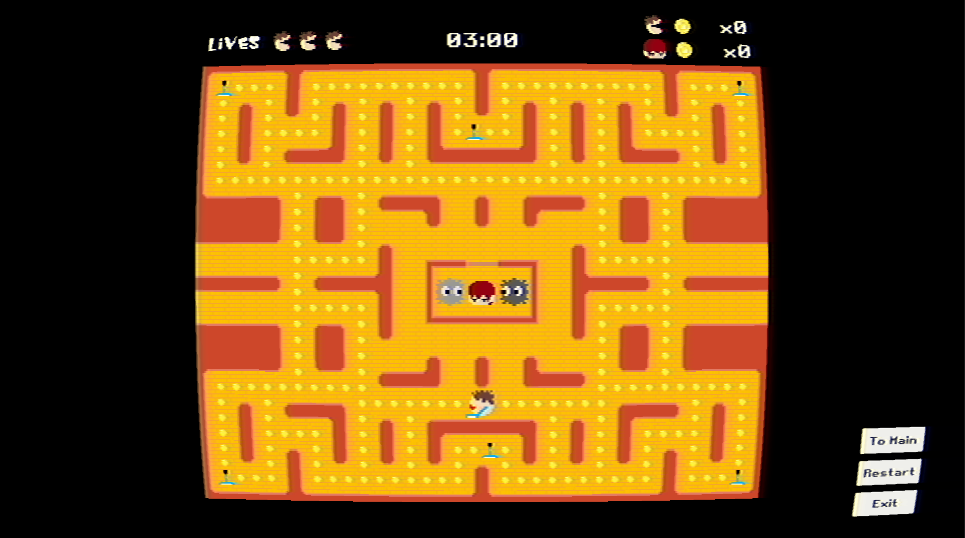 LIVES
03:00
x0
x0
To Main
Restart
Exit